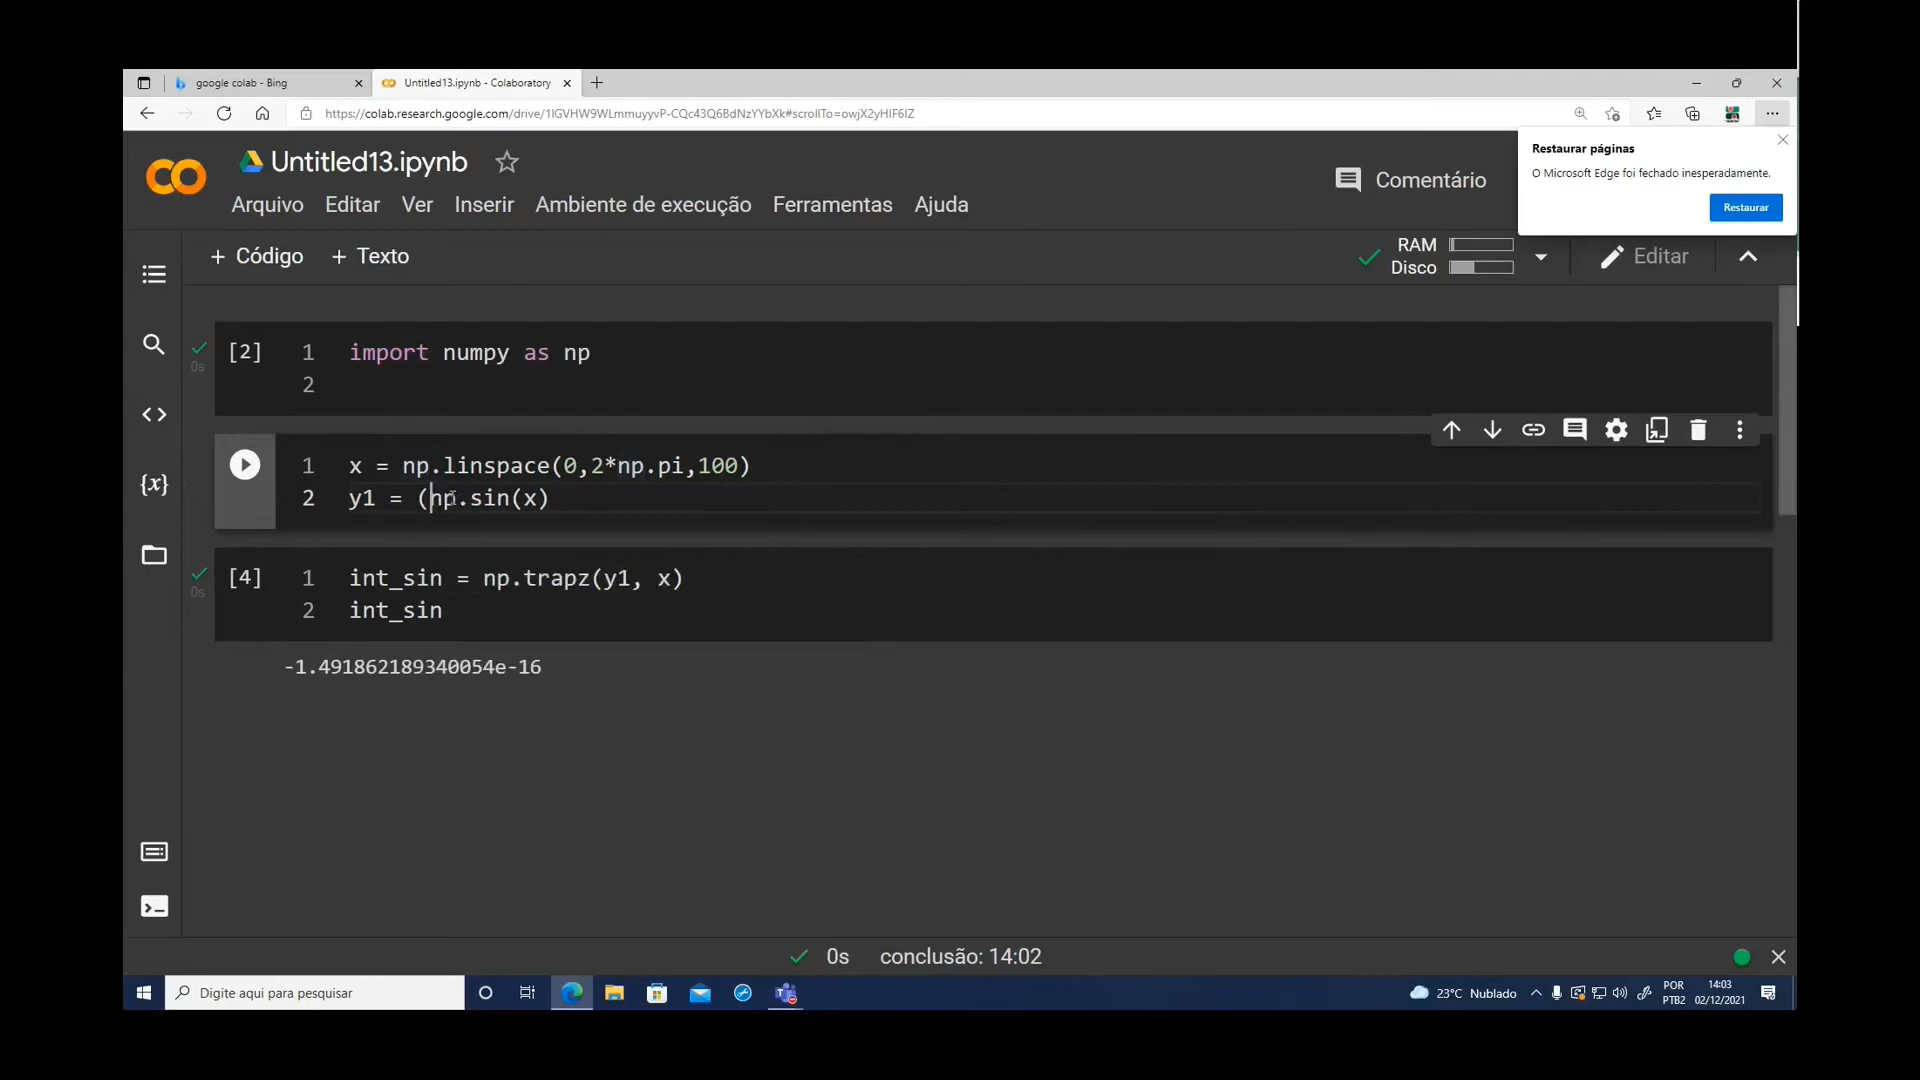 google colab - Bing
Untitled13.ipynb - Colaboratory
https://colab.research.google.com/drive/1IGVHW9WLmmuyyvP-CQc43Q6BdNzYYbXk#scrollTo=owjX2yHIF6IZ
Restaurar páginas
O Microsoft Edge foi fechado inesperadamente.
Restaurar
Untitled13.ipynb
Comentário
Arquivo Editar Ver Inserir Ambiente de execução Ferramentas Ajuda
+ Código + Texto
RAM
Disco
Editar
[2] 1 import numpy as np
0s
2
1 x = np.linspace(0,2*np.pi,100)
2 y1 = (np.sin(x)
[4] 1 int_sin = np.trapz(y1, x)
0s
2 int_sin
-1.491862189340054e-16
0s conclusão: 14:02
Digite aqui para pesquisar
23°C Nublado
POR
PTB2
14:03
02/12/2021